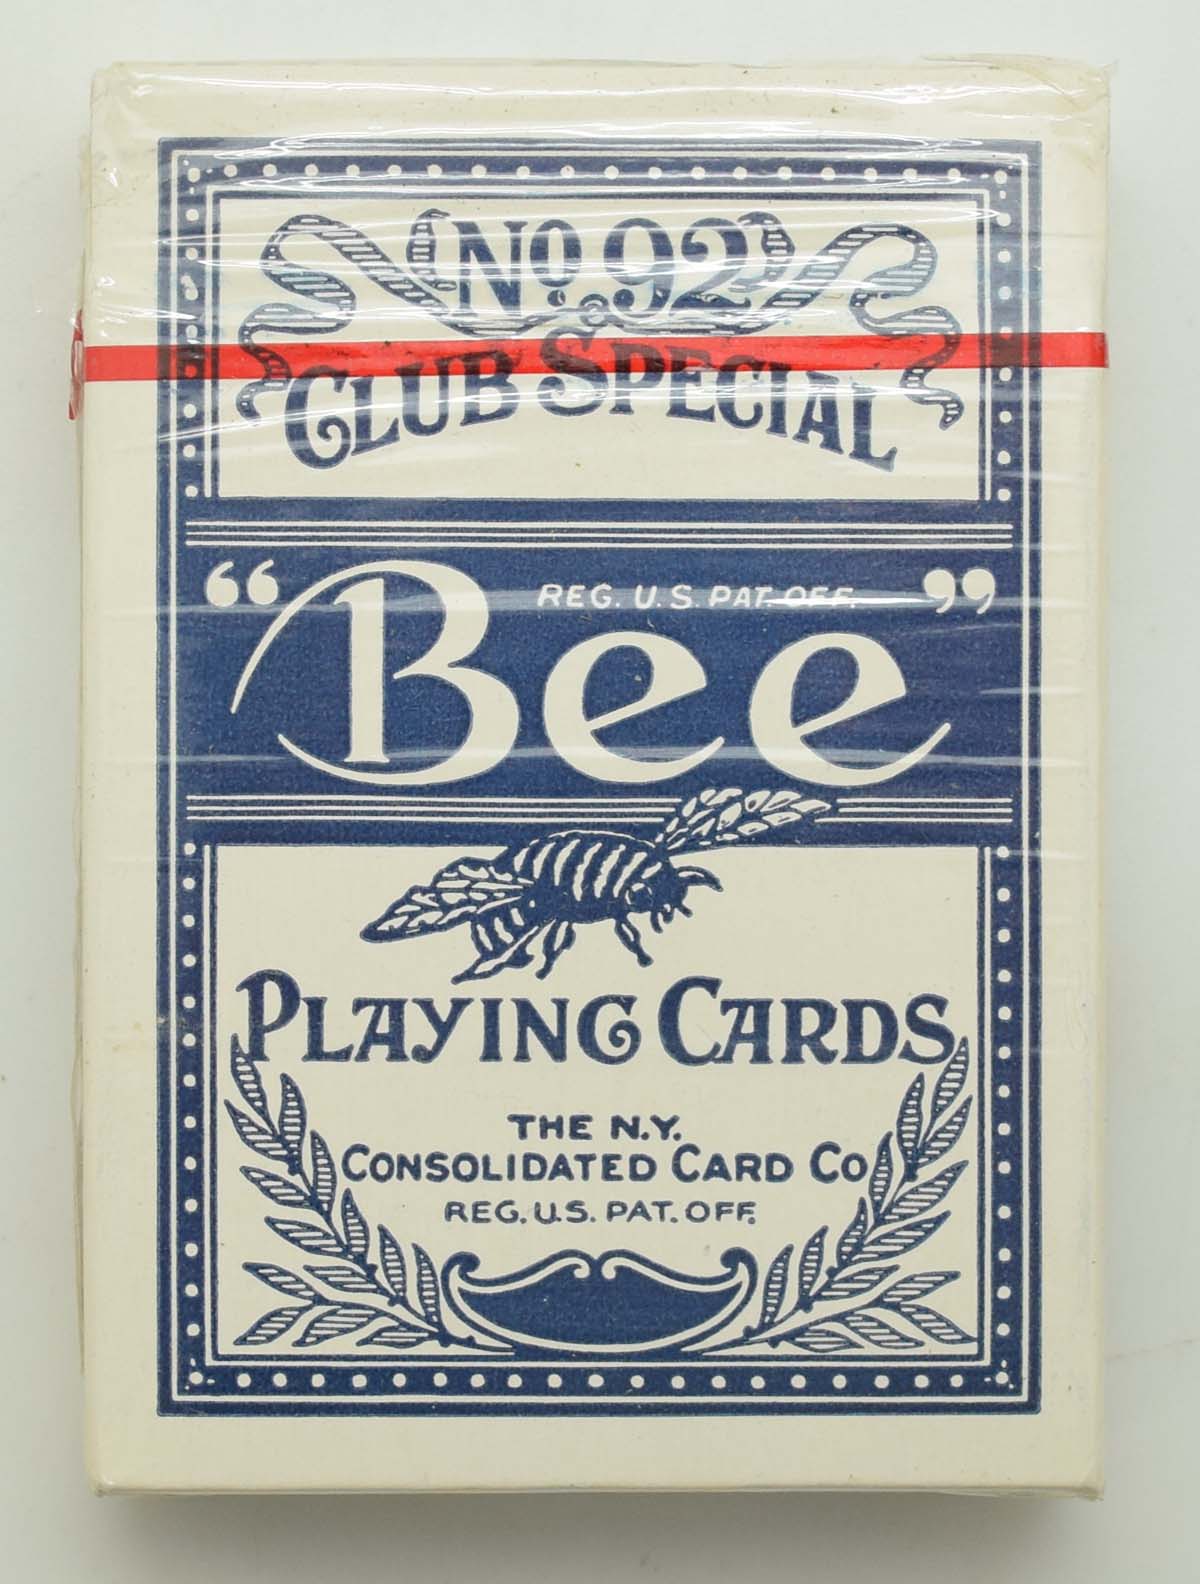 No. 92
CLUB SPECIAL
"Bee"
REG. U.S. PAT. OFF.
PLAYING CARDS
THE N.Y.
CONSOLIDATED CARD CO
REG. U.S. PAT. OFF.